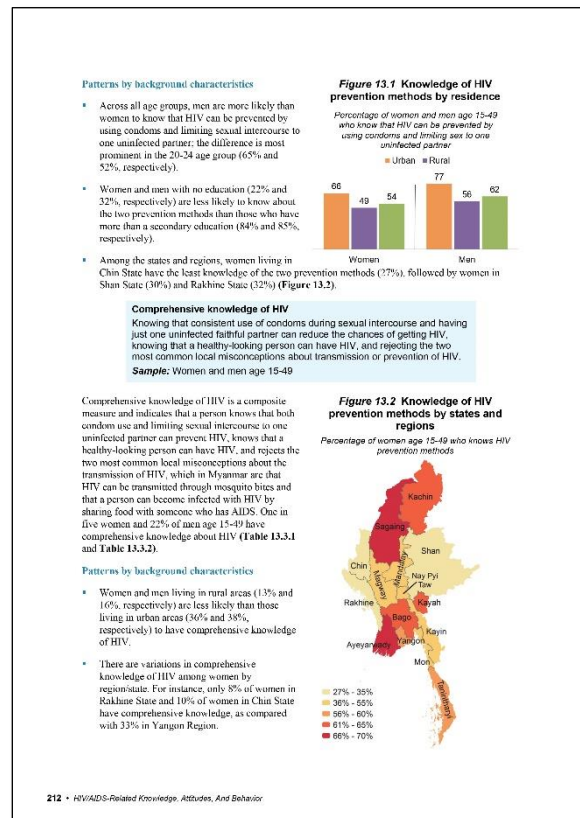 Patterns by background characteristics
▪ Across all age groups, men are more likely than
women to know that HIV can be prevented by
using condoms and limiting sexual intercourse to
one uninfected partner; the difference is most
prominent in the 20-24 age group (65% and
52%, respectively).
▪ Women and men with no education (22% and
32%, respectively) are less likely to know about
the two prevention methods than those who have
more than a secondary education (84% and 85%,
respectively).
▪ Among the states and regions, women living in
Chin State have the least knowledge of the two prevention methods (27%), followed by women in
Shan State (30%) and Rakhine State (32%) (Figure 13.2).
Figure 13.1 Knowledge of HIV
prevention methods by residence
Percentage of women and men age 15-49
who know that HIV can be prevented by
using condoms and limiting sex to one
uninfected partner
Urban Rural
66 49 54 77 56 62
Women Men
Comprehensive knowledge of HIV
Knowing that consistent use of condoms during sexual intercourse and having
just one uninfected faithful partner can reduce the chances of getting HIV,
knowing that a healthy-looking person can have HIV, and rejecting the two
most common local misconceptions about transmission or prevention of HIV.
Sample: Women and men age 15-49
Comprehensive knowledge of HIV is a composite
measure and indicates that a person knows that both
condom use and limiting sexual intercourse to one
uninfected partner can prevent HIV, knows that a
healthy-looking person can have HIV, and rejects the
two most common local misconceptions about the
transmission of HIV, which in Myanmar are that
HIV can be transmitted through mosquito bites and
that a person can become infected with HIV by
sharing food with someone who has AIDS. One in
five women and 22% of men age 15-49 have
comprehensive knowledge about HIV (Table 13.3.1
and Table 13.3.2).
Patterns by background characteristics
▪ Women and men living in rural areas (13% and
16%, respectively) are less likely than those
living in urban areas (36% and 38%,
respectively) to have comprehensive knowledge
of HIV.
▪ There are variations in comprehensive
knowledge of HIV among women by
region/state. For instance, only 8% of women in
Rakhine State and 10% of women in Chin State
have comprehensive knowledge, as compared
with 33% in Yangon Region.
Figure 13.2 Knowledge of HIV
prevention methods by states and
regions
Percentage of women age 15-49 who knows HIV
prevention methods
Kachin
Sagaing
Shan
Chin
Mandalay
Magway
Nay Pyi
Taw
Rakhine
Kayah
Bago
Kayin
Ayeyarwady
Yangon
Mon
Tanintharyi
27% - 35%
36% - 55%
56% - 60%
61% - 65%
66% - 70%
212 • HIV/AIDS-Related Knowledge, Attitudes, And Behavior